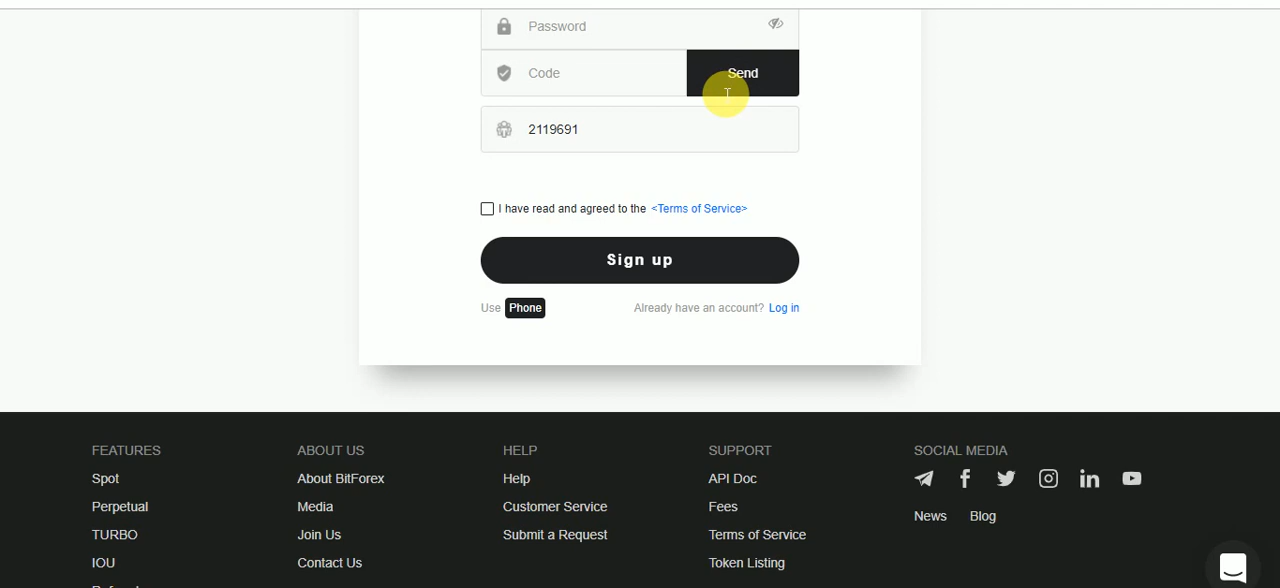 Password
Code
Send
2119691
I have read and agreed to the <Terms of Service>
Sign up
Use Phone
Already have an account? Log in
FEATURES
Spot
Perpetual
TURBO
IOU
ABOUT US
About BitForex
Media
Join Us
Contact Us
HELP
Help
Customer Service
Submit a Request
SUPPORT
API Doc
Fees
Terms of Service
Token Listing
SOCIAL MEDIA
News Blog